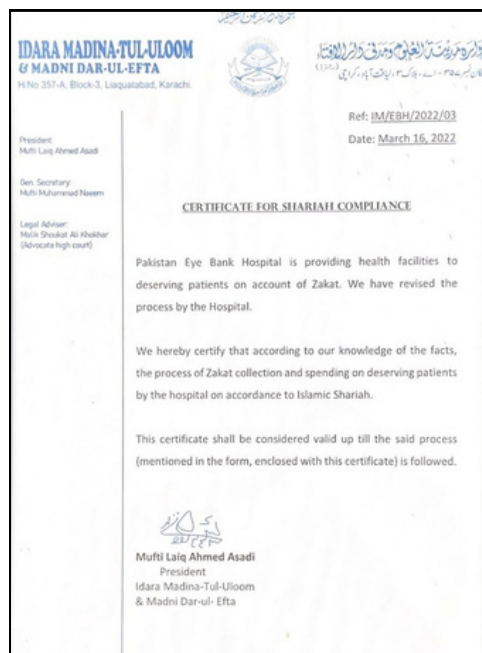 IDARA MADINA-TUL-ULOOM
& MADNI DAR-UL-EFTA
H.No 357-A, Block-3, Liaquatabad, Karachi.
Ref: IM/EBH/2022/03
Date: March 16, 2022
President:
Mufti Laiq Ahmed Asadi
Gen. Secretary:
Mufti Muhammad Naeem
Legal Adviser:
Malik Shoukat Ali Khokhar
(Advocate high court)
CERTIFICATE FOR SHARIAH COMPLIANCE
Pakistan Eye Bank Hospital is providing health facilities to
deserving patients on account of Zakat. We have revised the
process by the Hospital.
We hereby certify that according to our knowledge of the facts,
the process of Zakat collection and spending on deserving patients
by the hospital on accordance to Islamic Shariah.
This certificate shall be considered valid up till the said process
(mentioned in the form, enclosed with this certificate) is followed.
Mufti Laiq Ahmed Asadi
President
Idara Madina-Tul-Uloom
& Madni Dar-ul- Efta